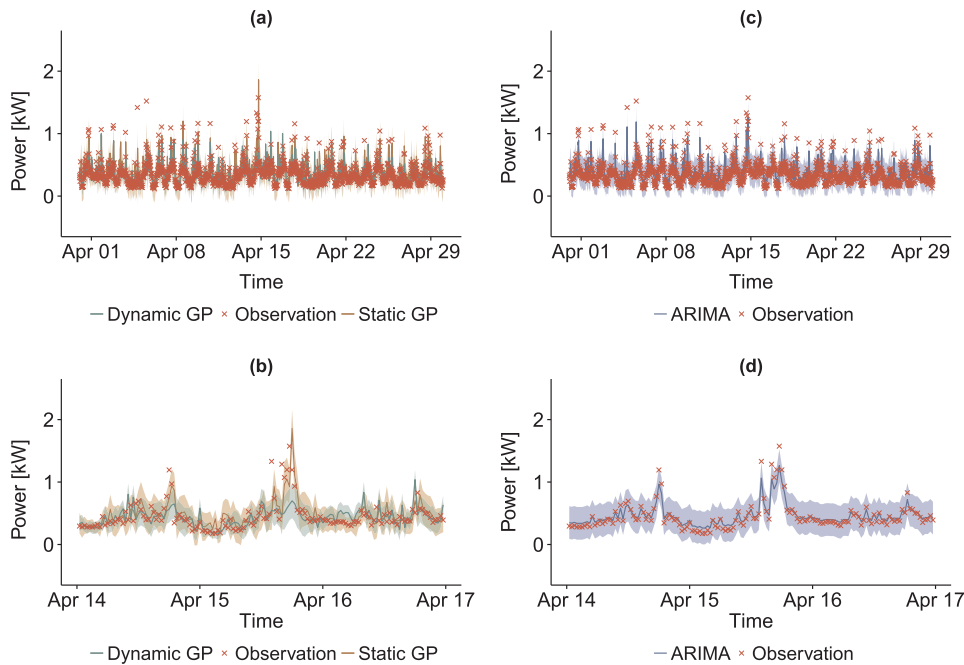 (a)
Power [kW]
2
1
0
Apr 01 Apr 08 Apr 15 Apr 22 Apr 29
Time
Dynamic GP × Observation Static GP
(c)
Power [kW]
2
1
0
Apr 01 Apr 08 Apr 15 Apr 22 Apr 29
Time
ARIMA × Observation
(b)
Power [kW]
2
1
0
Apr 14 Apr 15 Apr 16 Apr 17
Time
Dynamic GP × Observation Static GP
(d)
Power [kW]
2
1
0
Apr 14 Apr 15 Apr 16 Apr 17
Time
ARIMA × Observation